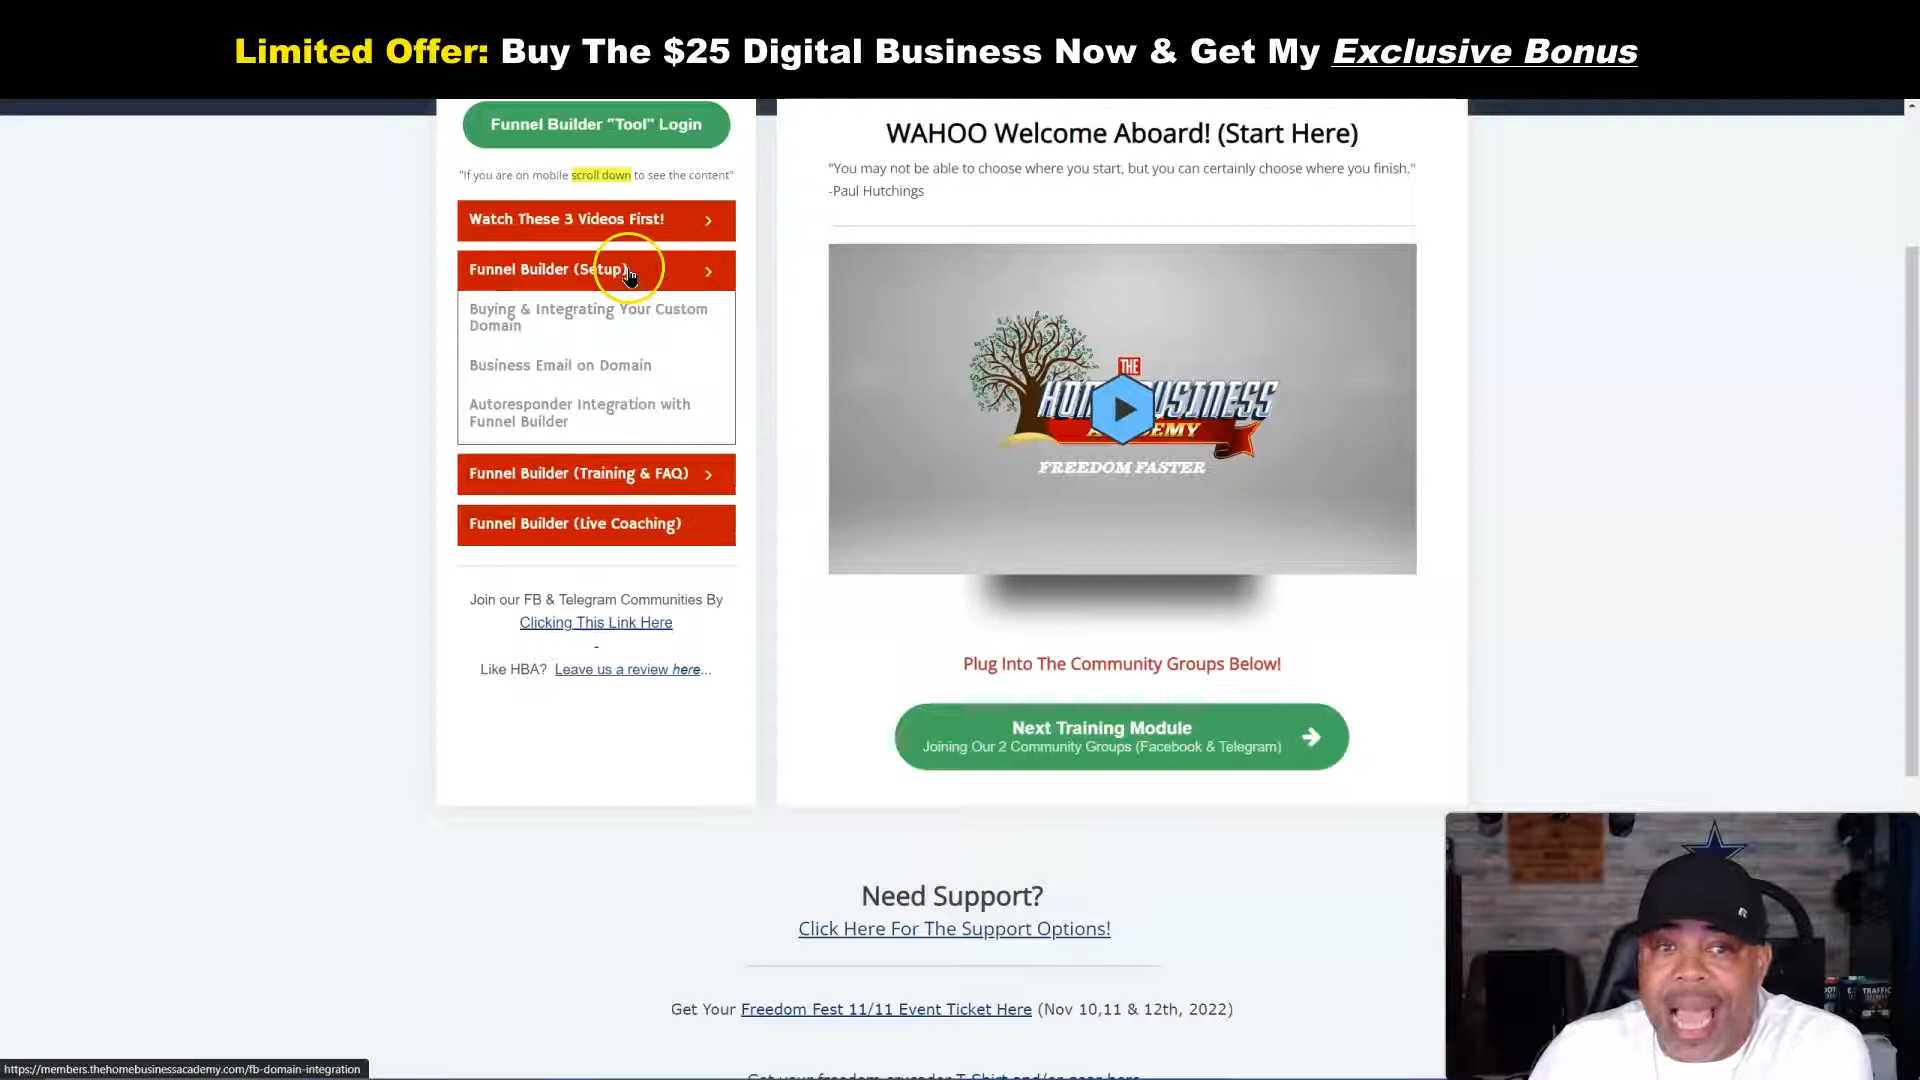 Limited Offer: Buy The $25 Digital Business Now & Get My Exclusive Bonus
Funnel Builder "Tool" Login
"If you are on mobile scroll down to see the content"
Watch These 3 Videos First!
Funnel Builder (Setup)
Buying & Integrating Your Custom
Domain
Business Email on Domain
Autoresponder Integration with
Funnel Builder
Funnel Builder (Training & FAQ)
Funnel Builder (Live Coaching)
Join our FB & Telegram Communities By
Clicking This Link Here
-
Like HBA? Leave us a review here...
WAHOO Welcome Aboard! (Start Here)
"You may not be able to choose where you start, but you can certainly choose where you finish."
-Paul Hutchings
THE
FREEDOM FASTER
Plug Into The Community Groups Below!
Next Training Module
Joining Our 2 Community Groups (Facebook & Telegram)
Need Support?
Click Here For The Support Options!
Get Your Freedom Fest 11/11 Event Ticket Here (Nov 10,11 & 12th, 2022)
TRAFFIC
https://members.thehomebusinessacademy.com/fb-domain-integration